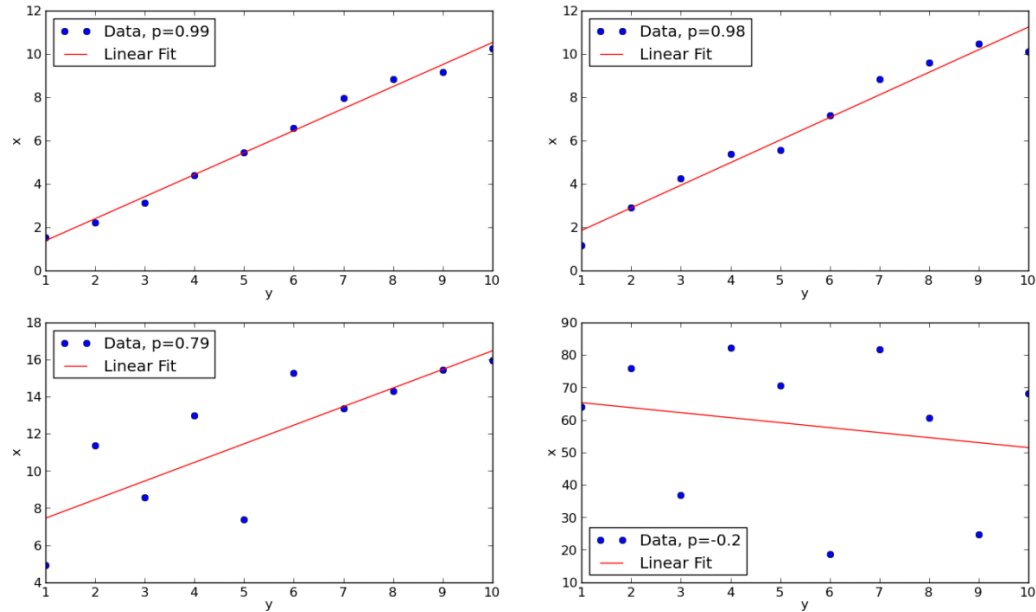 12
10
8
6
4
2
0
x
Data, p=0.99
Linear Fit
1 2 3 4 5 6 7 8 9 10
y
12
10
8
6
4
2
0
x
Data, p=0.98
Linear Fit
1 2 3 4 5 6 7 8 9 10
y
18
16
14
12
10
8
6
4
x
Data, p=0.79
Linear Fit
1 2 3 4 5 6 7 8 9 10
y
90
80
70
60
50
40
30
20
10
x
Data, p=-0.2
Linear Fit
1 2 3 4 5 6 7 8 9 10
y